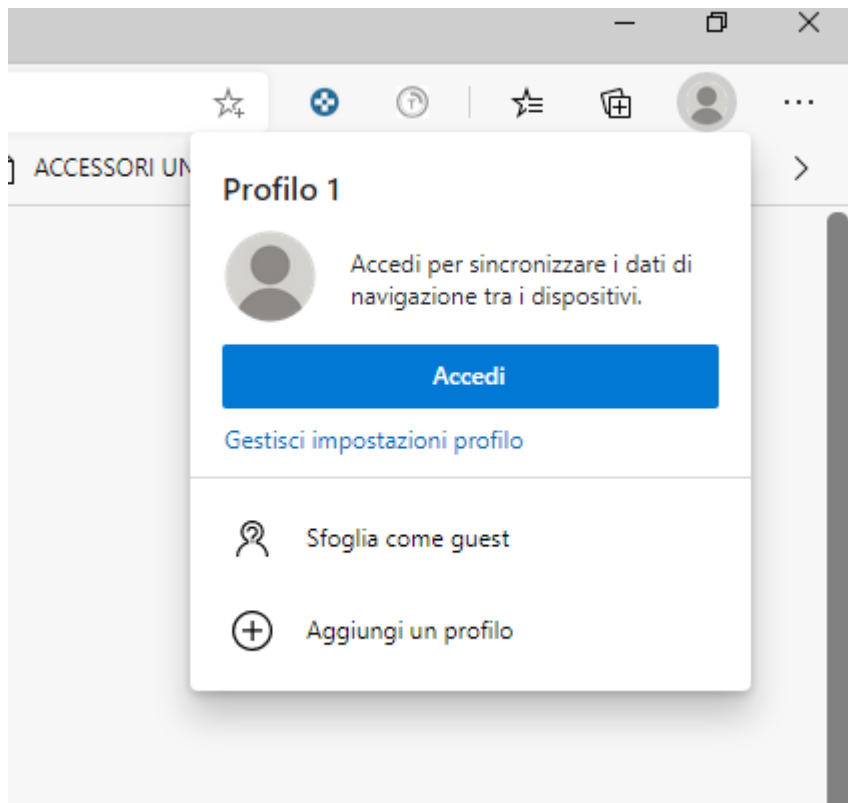 ACCESSORI UN
Profilo 1
Accedi per sincronizzare i dati di
navigazione tra i dispositivi.
Accedi
Gestisci impostazioni profilo
Sfoglia come guest
Aggiungi un profilo